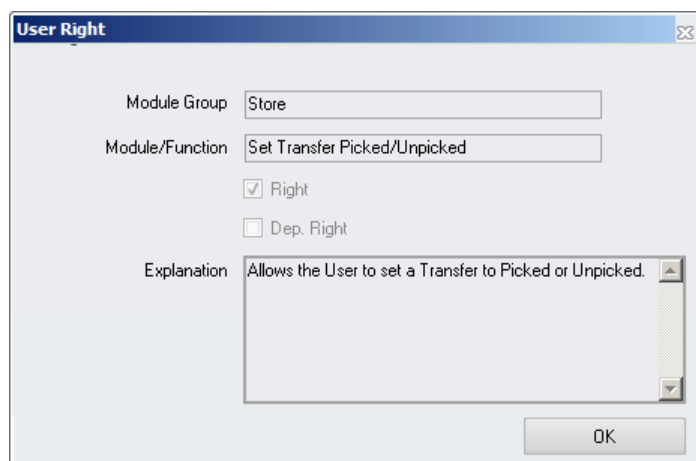 User Right
Module Group Store
Module/Function Set Transfer Picked/Unpicked
Right
Dep. Right
Explanation Allows the User to set a Transfer to Picked or Unpicked.
OK